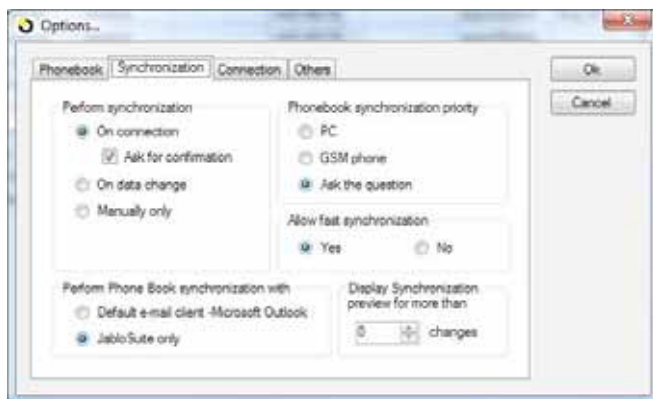 Options...
Phonebook Synchronization Connection Others
Ok
Cancel
Perform synchronization
On connection
Ask for confirmation
On data change
Manually only
Phonebook synchronization priority
PC
GSM phone
Ask the question
Allow fast synchronization
Yes No
Perform Phone Book synchronization with
Default e-mail client -Microsoft Outlook
JabloSuite only
Display Synchronization
preview for more than
0 changes